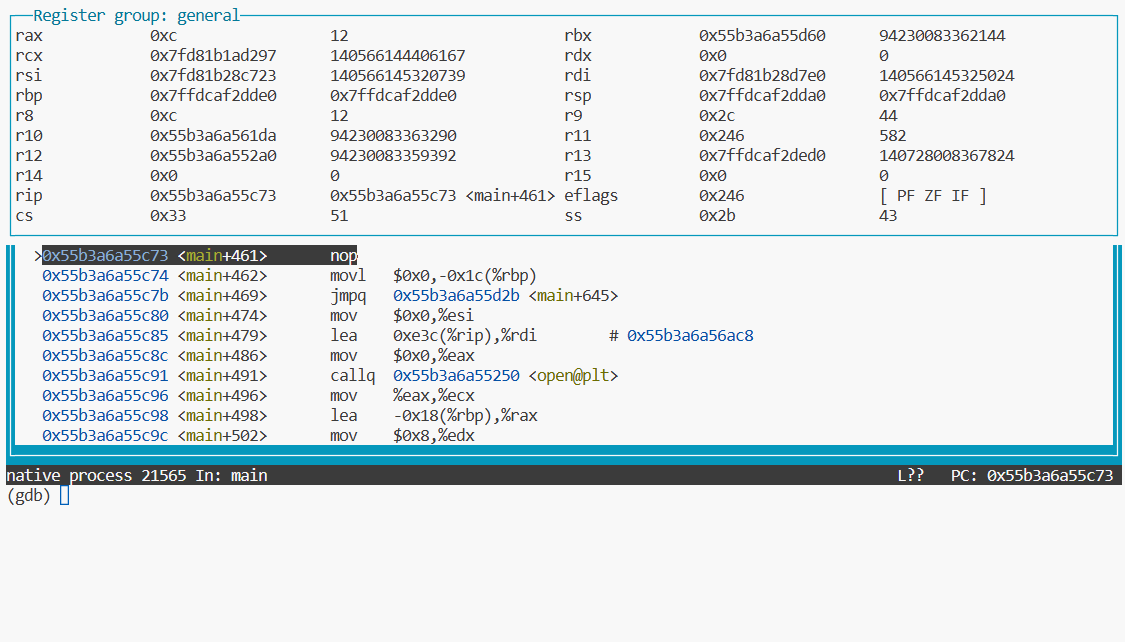 Register group: general
rax 0xc 12 rbx 0x55b3a6a55d60 94230083362144
rcx 0x7fd81b1ad297 140566144406167 rdx 0x0 0
rsi 0x7fd81b28c723 140566145320739 rdi 0x7fd81b28d7e0 140566145325024
rbp 0x7ffdcaf2dde0 0x7ffdcaf2dde0 rsp 0x7ffdcaf2dda0 0x7ffdcaf2dda0
r8 0xc 12 r9 0x2c 44
r10 0x55b3a6a561da 94230083363290 r11 0x246 582
r12 0x55b3a6a552a0 94230083359392 r13 0x7ffdcaf2ded0 140728008367824
r14 0x0 0 r15 0x0 0
rip 0x55b3a6a55c73 0x55b3a6a55c73 <main+461> eflags 0x246 [ PF ZF IF ]
cs 0x33 51 ss 0x2b 43
>0x55b3a6a55c73 <main+461> nop
0x55b3a6a55c74 <main+462> movl $0x0,-0x1c(%rbp)
0x55b3a6a55c7b <main+469> jmpq 0x55b3a6a55d2b <main+645>
0x55b3a6a55c80 <main+474> mov $0x0,%esi
0x55b3a6a55c85 <main+479> lea 0xe3c(%rip),%rdi # 0x55b3a6a56ac8
0x55b3a6a55c8c <main+486> mov $0x0,%eax
0x55b3a6a55c91 <main+491> callq 0x55b3a6a55250 <open@plt>
0x55b3a6a55c96 <main+496> mov %eax,%ecx
0x55b3a6a55c98 <main+498> lea -0x18(%rbp),%rax
0x55b3a6a55c9c <main+502> mov $0x8,%edx
native process 21565 In: main L?? PC: 0x55b3a6a55c73
(gdb)